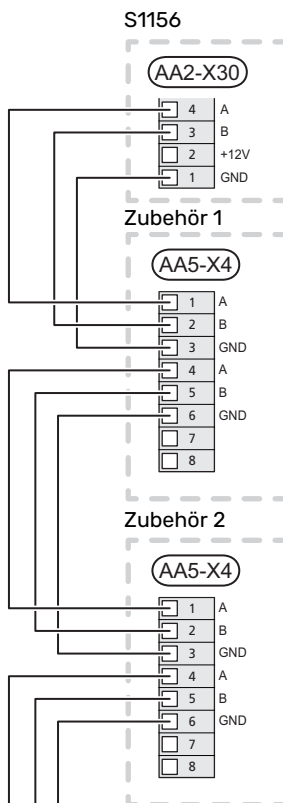 S1156
AA2-X30
4 A
3 B
2 +12V
1 GND
Zubehör 1
AA5-X4
1 A
2 B
3 GND
4 A
5 B
6 GND
7
8
Zubehör 2
AA5-X4
1 A
2 B
3 GND
4 A
5 B
6 GND
7
8